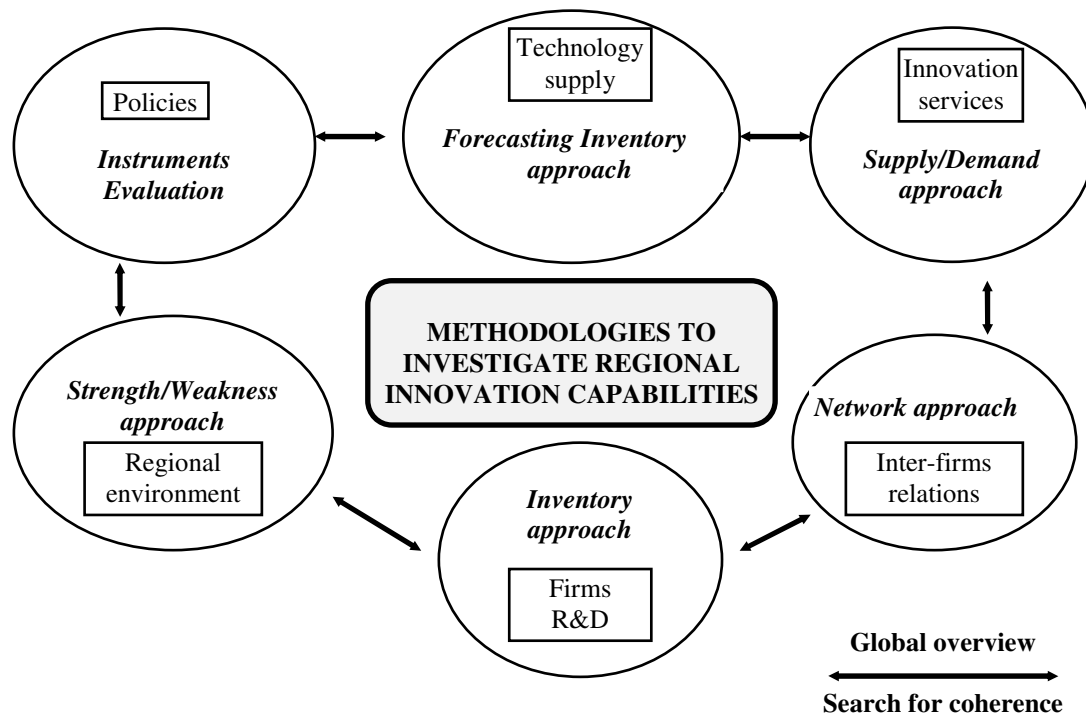 Policies
Instruments
Evaluation
Technology
supply
Forecasting Inventory
approach
Innovation
services
Supply/Demand
approach
METHODOLOGIES TO
INVESTIGATE REGIONAL
INNOVATION CAPABILITIES
Strength/Weakness
approach
Regional
environment
Inventory
approach
Firms
R&D
Network approach
Inter-firms
relations
Global overview
Search for coherence